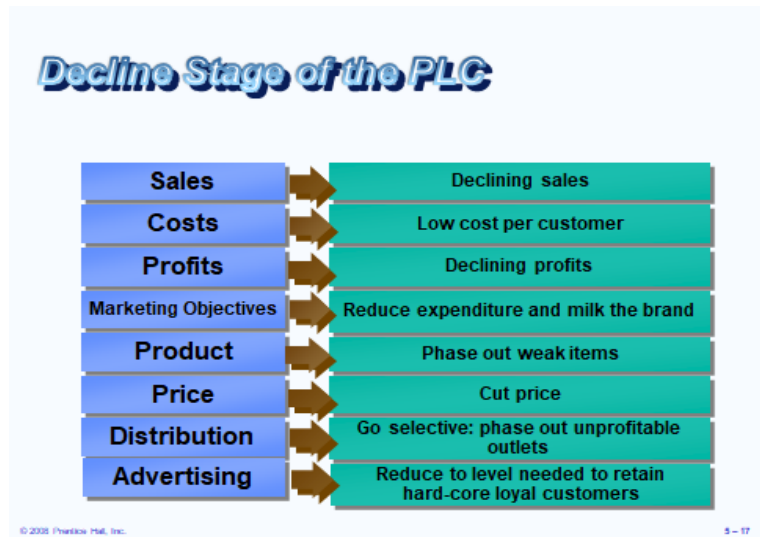 Decline Stage of the PLC
Sales
Declining sales
Costs
Low cost per customer
Profits
Declining profits
Marketing Objectives
Reduce expenditure and milk the brand
Product
Phase out weak items
Price
Cut price
Distribution
Go selective: phase out unprofitable
outlets
Advertising
Reduce to level needed to retain
hard-core loyal customers
© 2008 Prentice Hall, Inc.
5 – 17